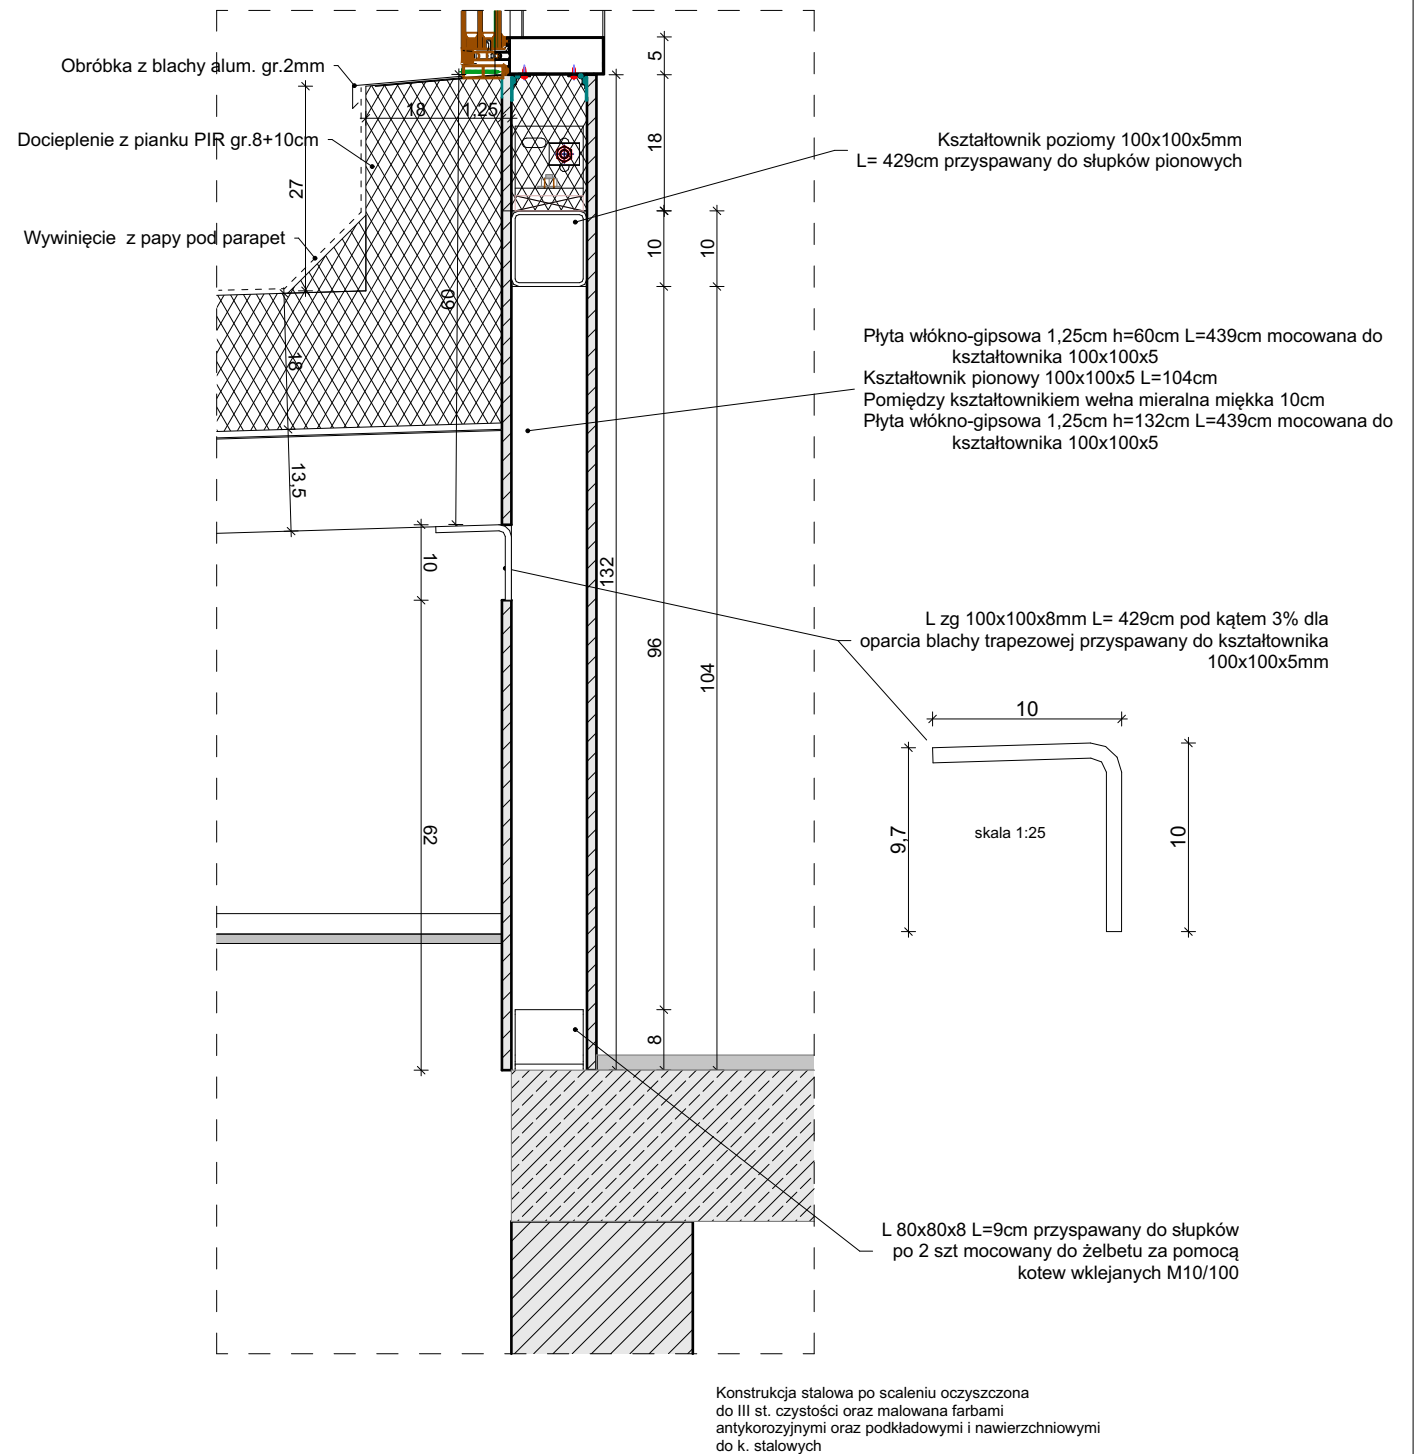 Obróbka z blachy alum. gr.2mm
Docieplenie z pianku PIR gr.8+10cm
Wywinięcie z papy pod parapet
18
1,25
27
60
18
13,5
10
62
5
18
10
10
132
96
104
8
Kształtownik poziomy 100x100x5mm
L= 429cm przyspawany do słupków pionowych
Płyta włókno-gipsowa 1,25cm h=60cm L=439cm mocowana do
kształtownika 100x100x5
Kształtownik pionowy 100x100x5 L=104cm
Pomiędzy kształtownikiem wełna mieralna miękka 10cm
Płyta włókno-gipsowa 1,25cm h=132cm L=439cm mocowana do
kształtownika 100x100x5
L zg 100x100x8mm L= 429cm pod kątem 3% dla
oparcia blachy trapezowej przyspawany do kształtownika
100x100x5mm
10
9,7
skala 1:25
10
L 80x80x8 L=9cm przyspawany do słupków
po 2 szt mocowany do żelbetu za pomocą
kotew wklejanych M10/100
Konstrukcja stalowa po scaleniu oczyszczona
do III st. czystości oraz malowana farbami
antykorozyjnymi oraz podkładowymi i nawierzchniowymi
do k. stalowych